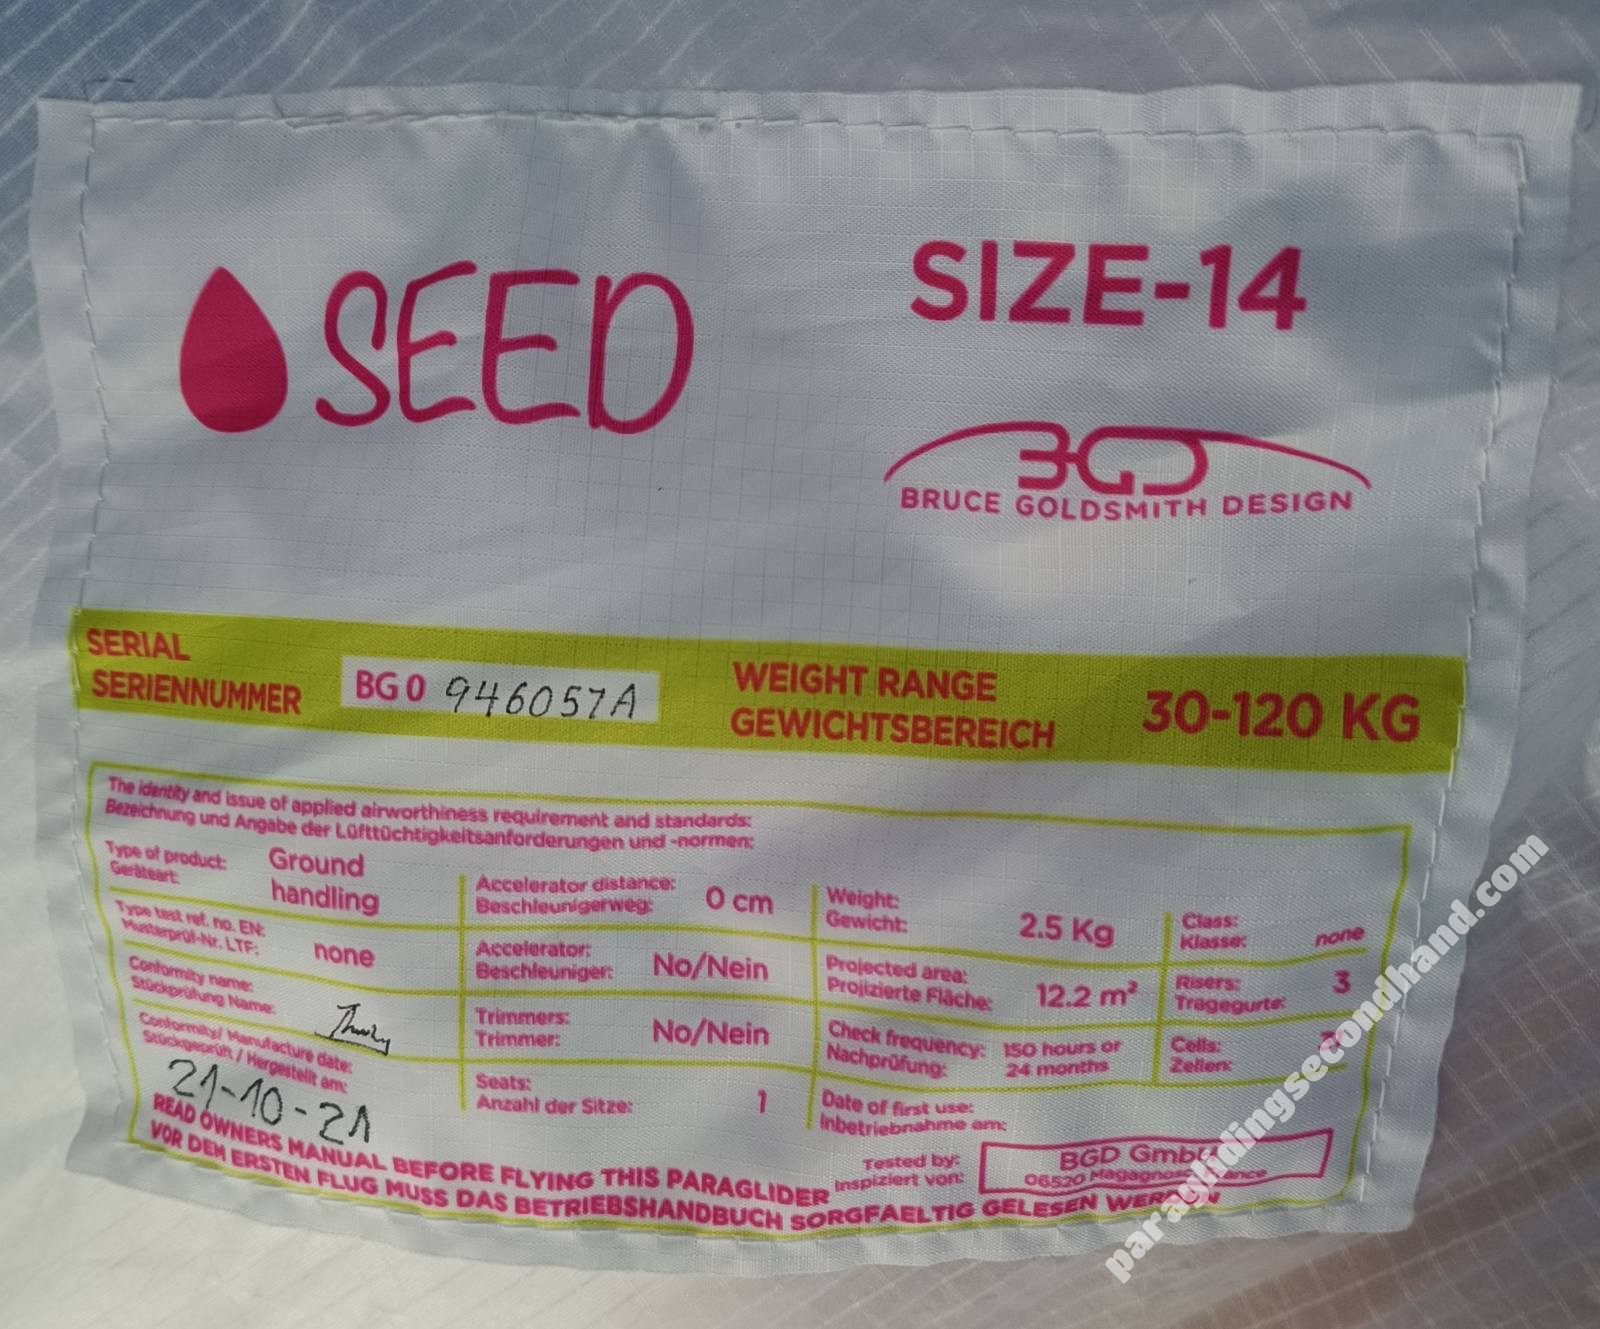 SEED
SIZE-14
BGD
BRUCE GOLDSMITH DESIGN
SERIAL
SERIENNUMMER
BG 0 946057A
WEIGHT RANGE
GEWICHTSBEREICH
30-120 KG
The identity and issue of applied airworthiness requirement and standards:
Bezeichnung und Angabe der Lüfttüchtigkeitsanforderungen und -normen:
Type of product:
Geräteart:
Ground
handling
Type test ref. no. EN:
Musterprüf-Nr. LTF:
none
Conformity name:
Stückprüfung Name:
Conformity/ Manufacture date:
Stückgeprüft / Hergestellt am:
21-10-21
Accelerator distance:
Beschleunigerweg:
0 cm
Accelerator:
Beschleuniger:
No/Nein
Trimmers:
Trimmer:
No/Nein
Seats:
Anzahl der Sitze:
1
Weight:
Gewicht:
2.5 Kg
Projected area:
Projizierte Fläche:
12.2 m²
Check frequency:
Nachprüfung:
150 hours or
24 months
Date of first use:
Inbetriebnahme am:
Class:
Klasse:
none
Risers:
Tragegurte:
3
Cells:
Zellen:
Tested by:
Inspiziert von:
BGD GmbH
06520 Magagnosc France
READ OWNERS MANUAL BEFORE FLYING THIS PARAGLIDER
VOR DEM ERSTEN FLUG MUSS DAS BETRIEBSHANDBUCH SORGFAELTIG GELESEN WERDEN
paraglidingsecondhand.com